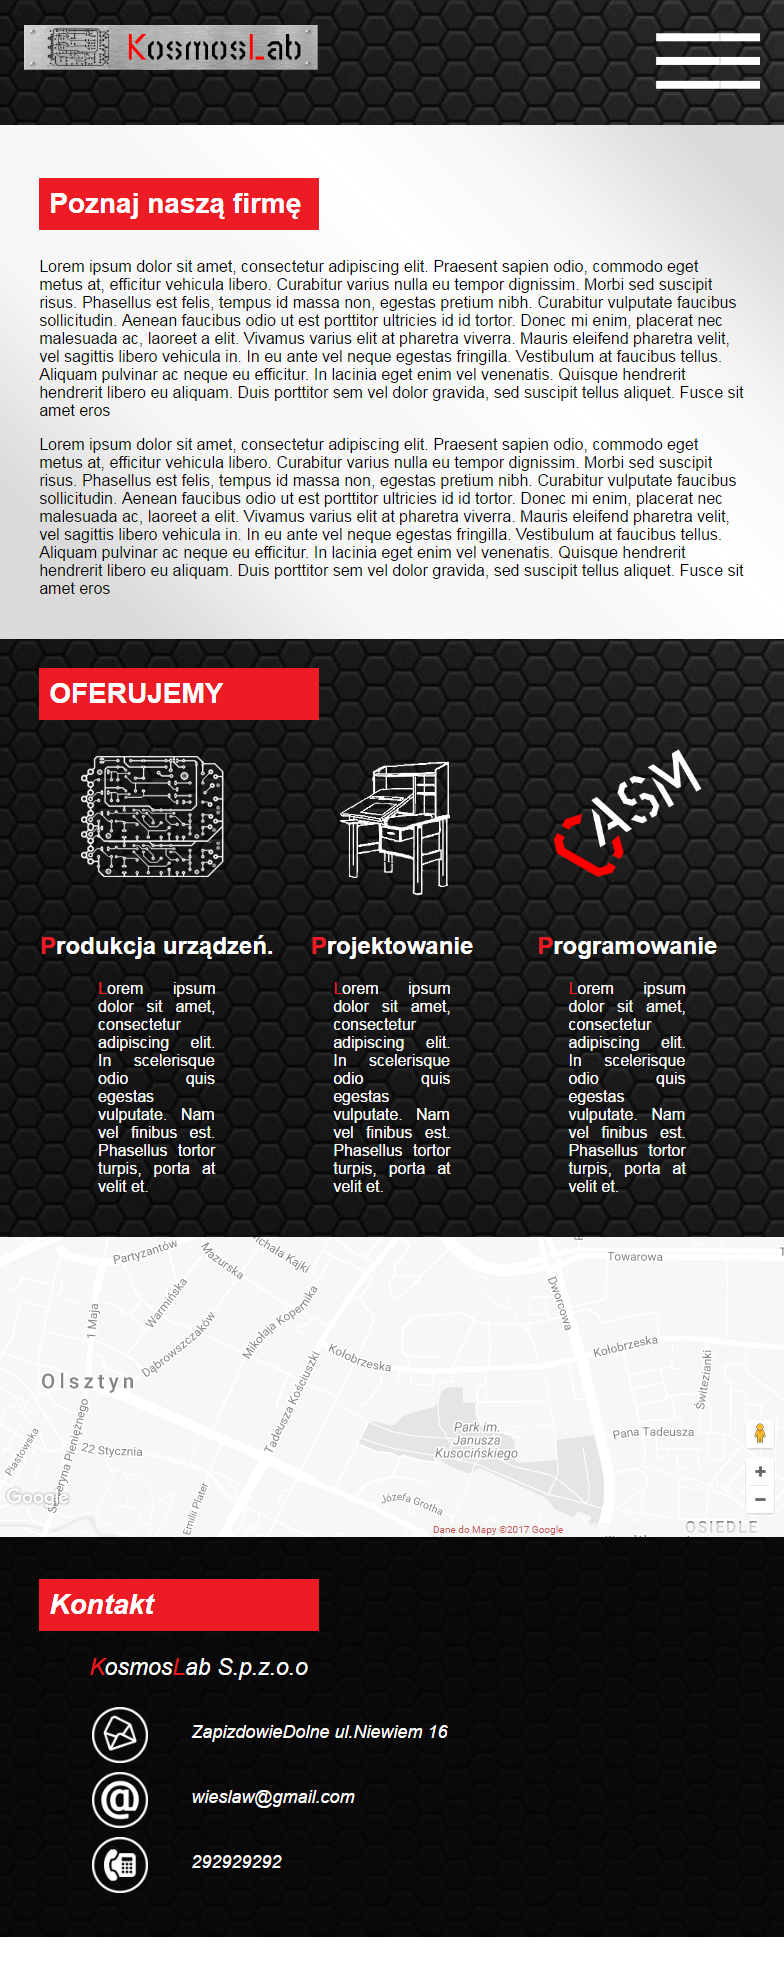 KosmosLab
Poznaj naszą firmę
Lorem ipsum dolor sit amet, consectetur adipiscing elit. Praesent sapien odio, commodo eget
metus at, efficitur vehicula libero. Curabitur varius nulla eu tempor dignissim. Morbi sed suscipit
risus. Phasellus est felis, tempus id massa non, egestas pretium nibh. Curabitur vulputate faucibus
sollicitudin. Aenean faucibus odio ut est porttitor ultricies id id tortor. Donec mi enim, placerat nec
malesuada ac, laoreet a elit. Vivamus varius elit at pharetra viverra. Mauris eleifend pharetra velit,
vel sagittis libero vehicula in. In eu ante vel neque egestas fringilla. Vestibulum at faucibus tellus.
Aliquam pulvinar ac neque eu efficitur. In lacinia eget enim vel venenatis. Quisque hendrerit
hendrerit libero eu aliquam. Duis porttitor sem vel dolor gravida, sed suscipit tellus aliquet. Fusce sit
amet eros
Lorem ipsum dolor sit amet, consectetur adipiscing elit. Praesent sapien odio, commodo eget
metus at, efficitur vehicula libero. Curabitur varius nulla eu tempor dignissim. Morbi sed suscipit
risus. Phasellus est felis, tempus id massa non, egestas pretium nibh. Curabitur vulputate faucibus
sollicitudin. Aenean faucibus odio ut est porttitor ultricies id id tortor. Donec mi enim, placerat nec
malesuada ac, laoreet a elit. Vivamus varius elit at pharetra viverra. Mauris eleifend pharetra velit,
vel sagittis libero vehicula in. In eu ante vel neque egestas fringilla. Vestibulum at faucibus tellus.
Aliquam pulvinar ac neque eu efficitur. In lacinia eget enim vel venenatis. Quisque hendrerit
hendrerit libero eu aliquam. Duis porttitor sem vel dolor gravida, sed suscipit tellus aliquet. Fusce sit
amet eros
OFERUJEMY
ASM
Produkcja urządzeń.
Lorem ipsum
dolor sit amet,
consectetur
adipiscing elit.
In scelerisque
odio quis
egestas
vulputate. Nam
vel finibus est.
Phasellus tortor
turpis, porta at
velit et.
Projektowanie
Lorem ipsum
dolor sit amet,
consectetur
adipiscing elit.
In scelerisque
odio quis
egestas
vulputate. Nam
vel finibus est.
Phasellus tortor
turpis, porta at
velit et.
Programowanie
Lorem ipsum
dolor sit amet,
consectetur
adipiscing elit.
In scelerisque
odio quis
egestas
vulputate. Nam
vel finibus est.
Phasellus tortor
turpis, porta at
velit et.
Partyzantów
Mazurska
Kajki
Towarowa
1 Maja
Warmińska
Dąbrowszczaków
Mikołaja Kopernika
Dworcowa
Kołobrzeska
Kołobrzeska
Olsztyn
Tadeusza Kościuszki
Świtezianki
Park im.
Janusza
Kusocińskiego
Pana Tadeusza
Piastowska
Seweryna Pieniężnego
22 Stycznia
Emilii Plater
Józefa Grotha
Google
Dane do Mapy ©2017 Google
OSIEDLE
Kontakt
KosmosLab S.p.z.o.o
ZapizdowieDolne ul.Niewiem 16
wieslaw@gmail.com
292929292